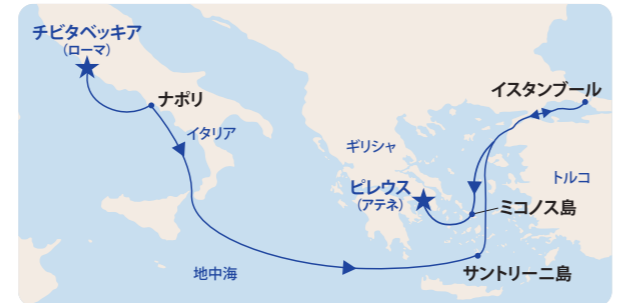 チビタベッキア
（ローマ）
ナポリ
イタリア
イスタンブール
ギリシャ
トルコ
ピレウス
（アテネ）
ミコノス島
サントリーニ島
地中海